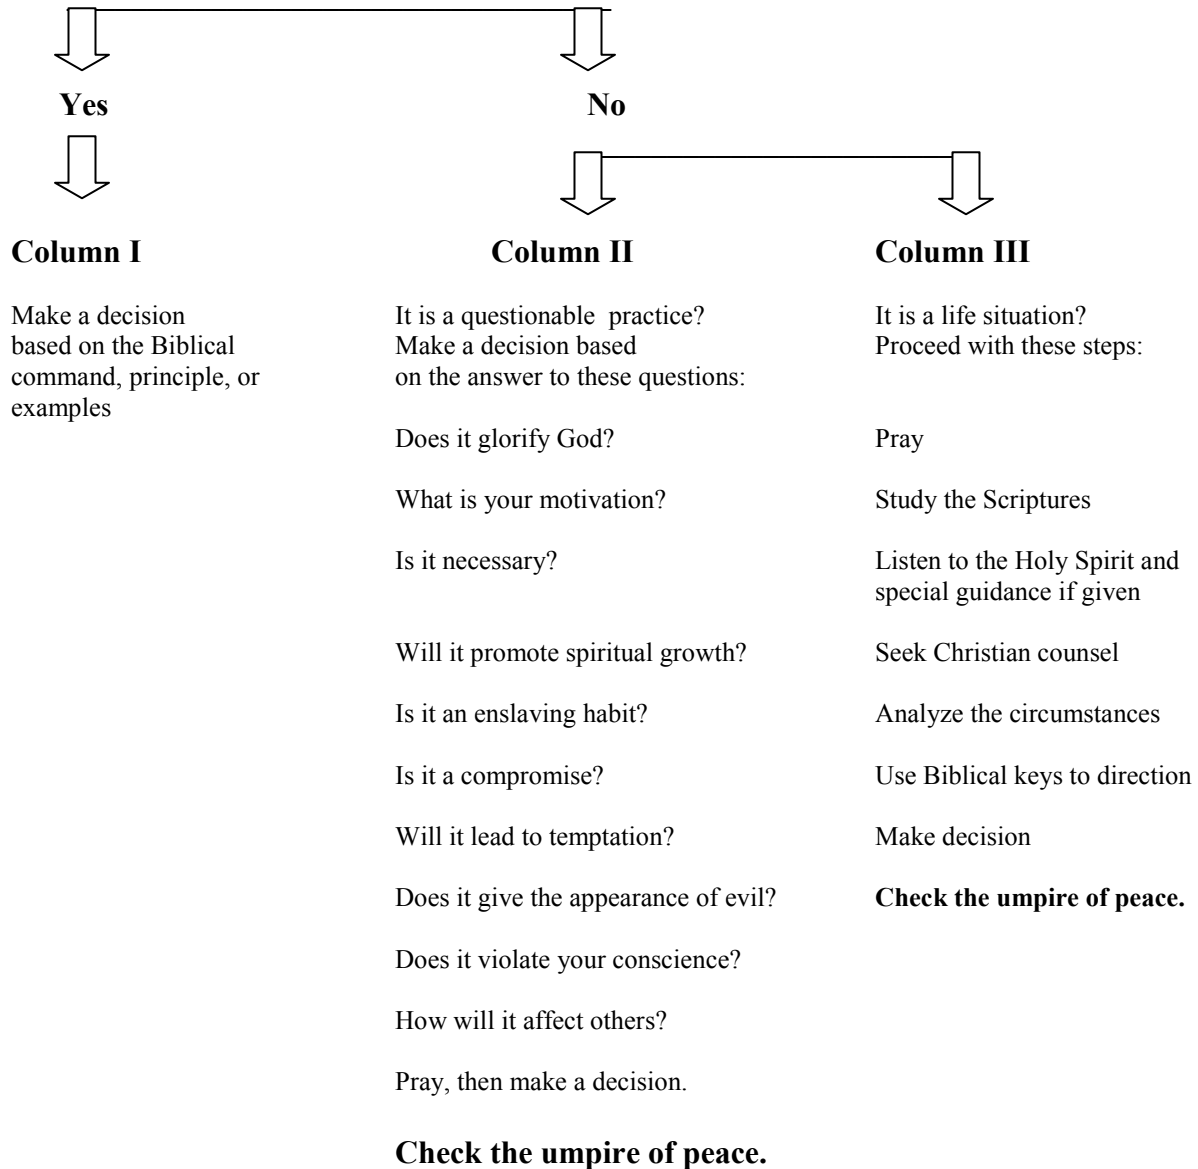 Yes
No
Column I
Make a decision
based on the Biblical
command, principle, or
examples
Column II
It is a questionable  practice?
Make a decision based
on the answer to these questions:
Does it glorify God?
What is your motivation?
Is it necessary?
Will it promote spiritual growth?
Is it an enslaving habit?
Is it a compromise?
Will it lead to temptation?
Does it give the appearance of evil?
Does it violate your conscience?
How will it affect others?
Pray, then make a decision.
Check the umpire of peace.
Column III
It is a life situation?
Proceed with these steps:
Pray
Study the Scriptures
Listen to the Holy Spirit and
special guidance if given
Seek Christian counsel
Analyze the circumstances
Use Biblical keys to direction
Make decision
Check the umpire of peace.